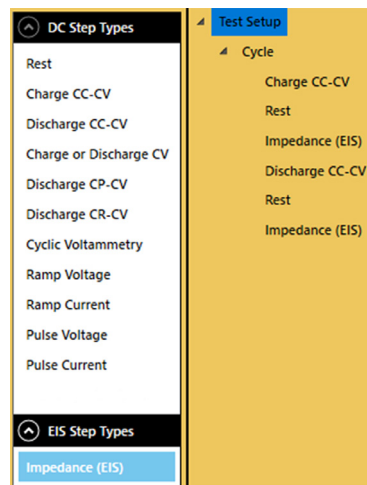 DC Step Types
Rest
Charge CC-CV
Discharge CC-CV
Charge or Discharge CV
Discharge CP-CV
Discharge CR-CV
Cyclic Voltammetry
Ramp Voltage
Ramp Current
Pulse Voltage
Pulse Current
EIS Step Types
Impedance (EIS)
Test Setup
Cycle
Charge CC-CV
Rest
Impedance (EIS)
Discharge CC-CV
Rest
Impedance (EIS)